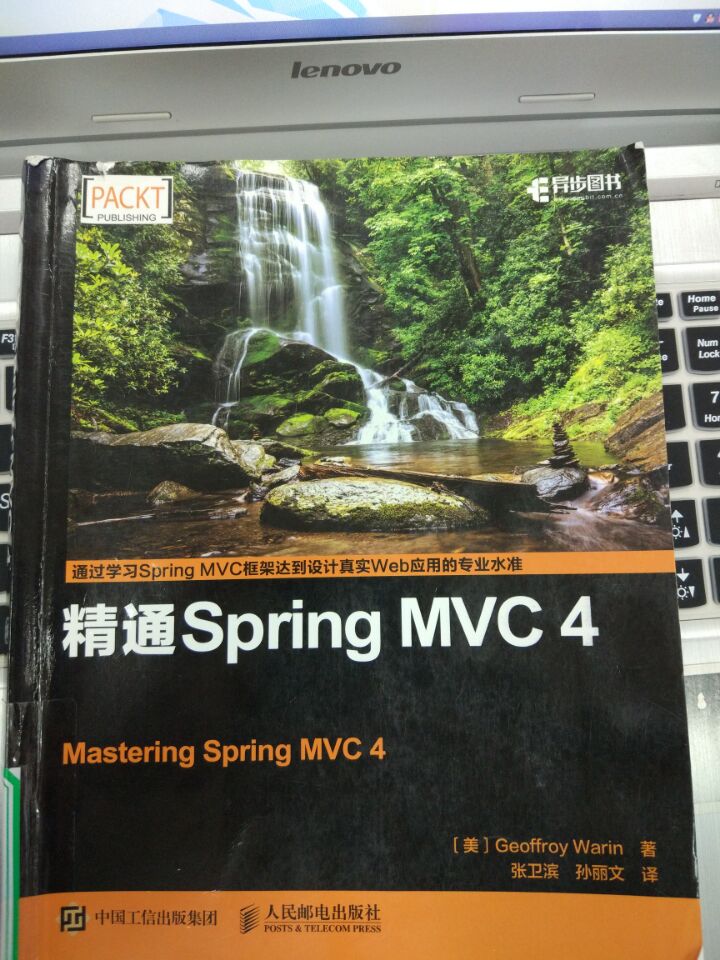 lenovo
PACKT
PUBLISHING
异步图书
通过学习Spring MVC框架达到设计真实Web应用的专业水准
精通Spring MVC 4
Mastering Spring MVC 4
[美] Geoffroy Warin 著
张卫滨 孙丽文 译
中国工信出版集团
人民邮电出版社
POSTS & TELECOM PRESS
F3
Home
Pause
Num
Lock
7